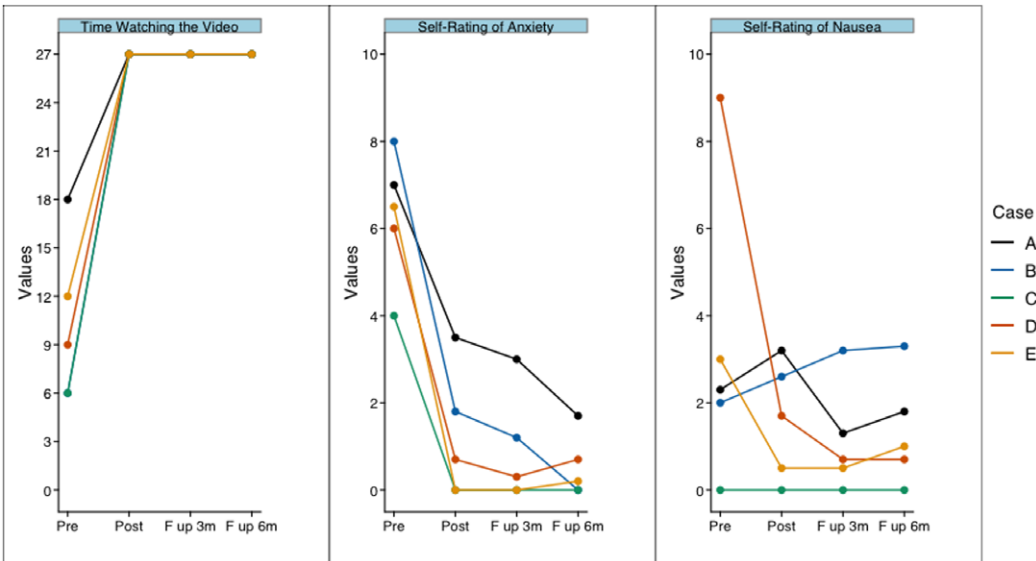 Time Watching the Video
Values
27
24
21
18
15
12
9
6
3
0
Pre Post F up 3m F up 6m
Self-Rating of Anxiety
Values
10
8
6
4
2
0
Pre Post F up 3m F up 6m
Self-Rating of Nausea
Values
10
8
6
4
2
0
Pre Post F up 3m F up 6m
Case
A
B
C
D
E